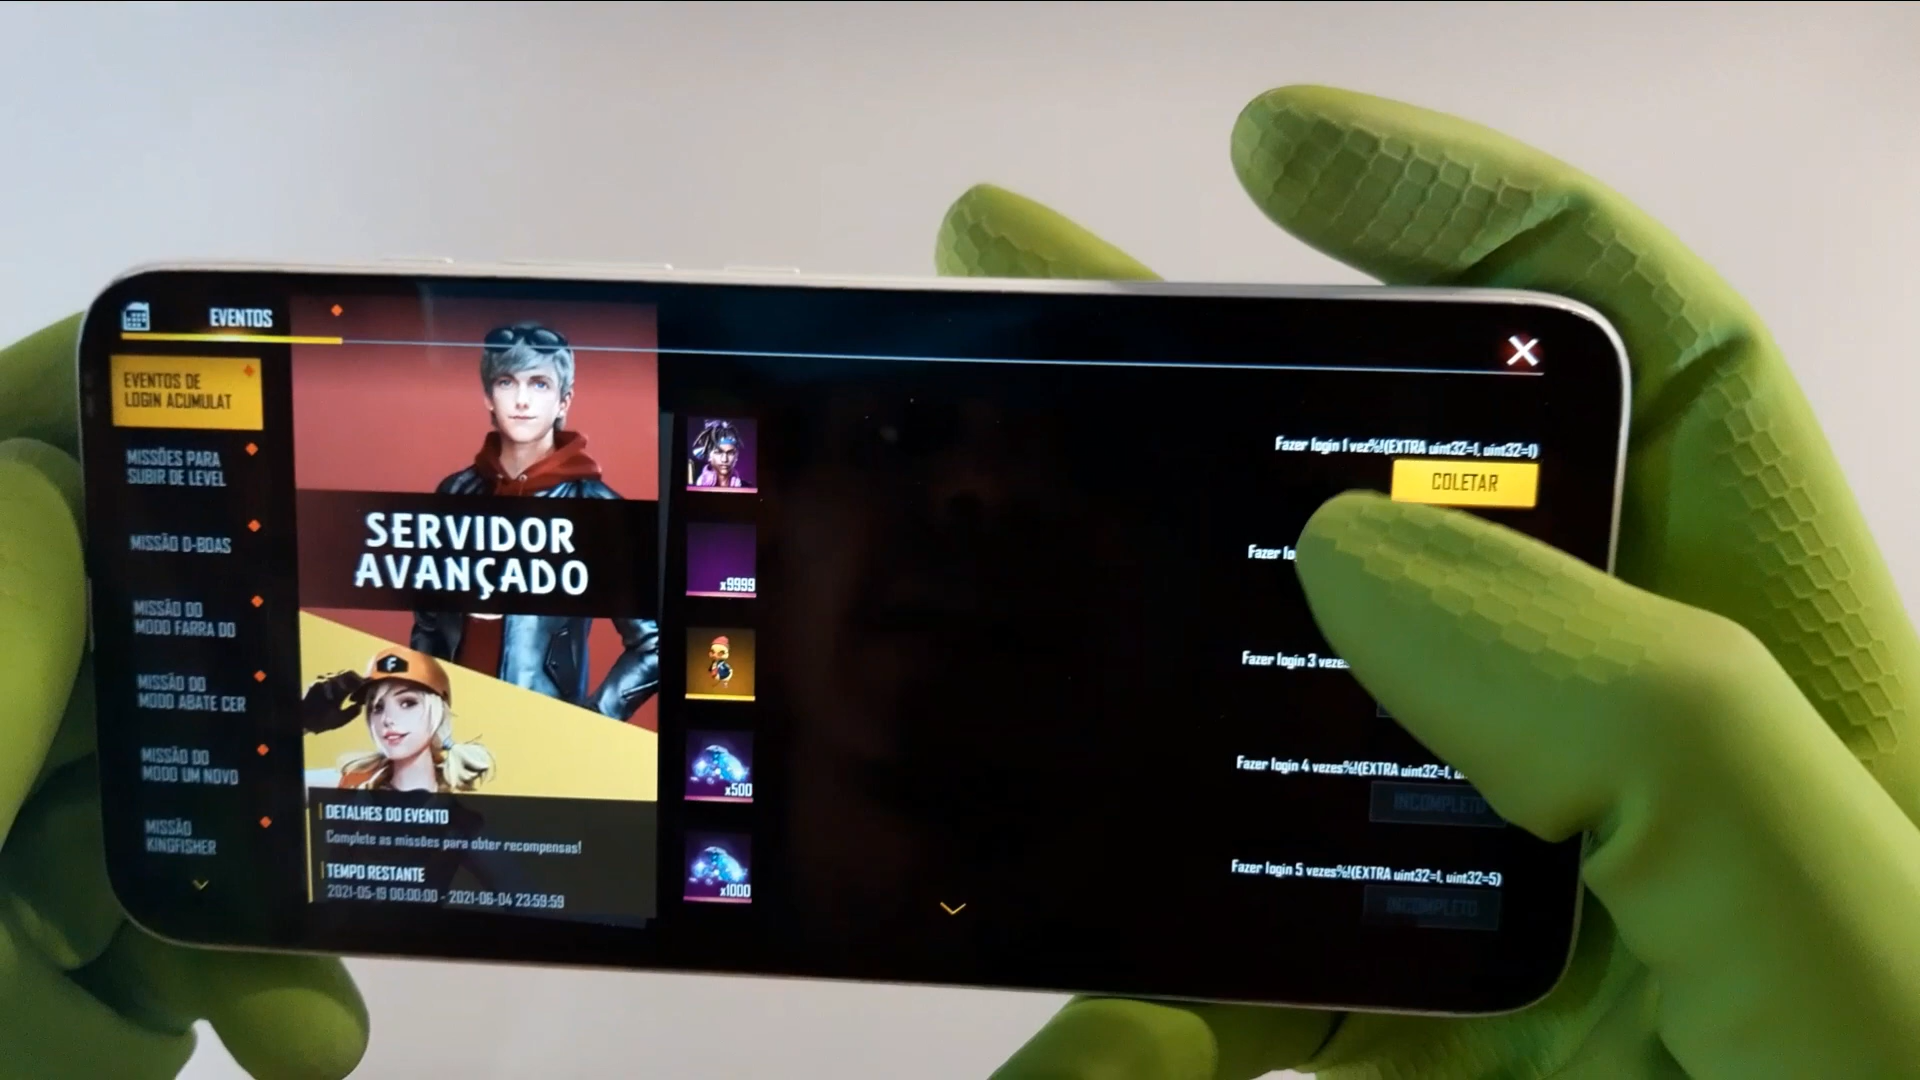 EVENTOS
EVENTOS DE
LOGIN ACUMULAT
MISSÕES PARA
SUBIR DE LEVEL
MISSÃO D-BOAS
MISSÃO DO
MODO FARRA DO
MISSÃO DO
MODO ABATE CER
MISSÃO DO
MODO UM NOVO
MISSÃO
KINGFISHER
SERVIDOR
AVANÇADO
F
DETALHES DO EVENTO
Complete as missões para obter recompensas!
TEMPO RESTANTE
2021-05-19 00:00:00 - 2021-06-04 23:59:59
x9999
x500
x1000
Fazer login 1 vez%!(EXTRA uint32=1, uint32=1)
COLETAR
Fazer lo
Fazer login 3 vezes
Fazer login 4 vezes%!(EXTRA uint32=1, u
INCOMPLETO
Fazer login 5 vezes%!(EXTRA uint32=1, uint32=5)
INCOMPLETO